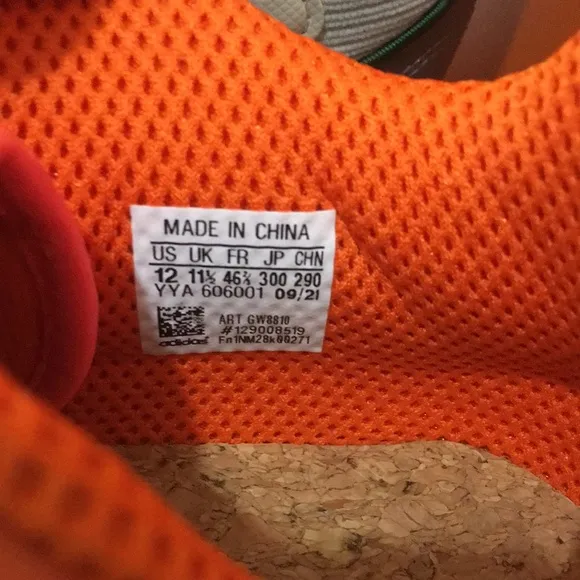 MADE IN CHINA
US UK FR JP CHN
12 11½ 46⅔ 300 290
YYA 606001 09/21
ART GW8810
#129008519
adidas Fn1NM28k00271